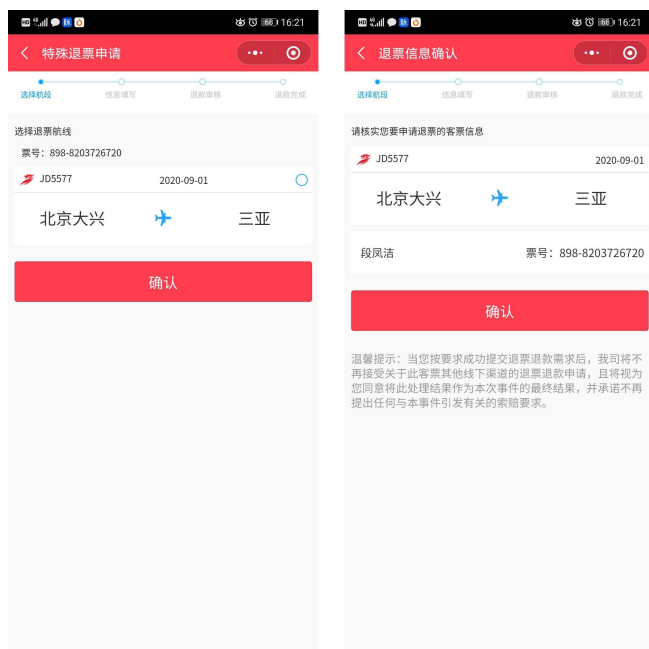 16:21
特殊退票申请
选择航段
信息填写
退款审核
退款完成
选择退票航线
票号：898-8203726720
JD5577
2020-09-01
北京大兴
三亚
确认
16:21
退票信息确认
选择航段
信息填写
退款审核
退款完成
请核实您要申请退票的客票信息
JD5577
2020-09-01
北京大兴
三亚
段凤洁
票号：898-8203726720
确认
温馨提示：当您按要求成功提交退票退款需求后，我司将不
再接受关于此客票其他线下渠道的退票退款申请，且将视为
您同意将此处理结果作为本次事件的最终结果，并承诺不再
提出任何与本事件引发有关的索赔要求。